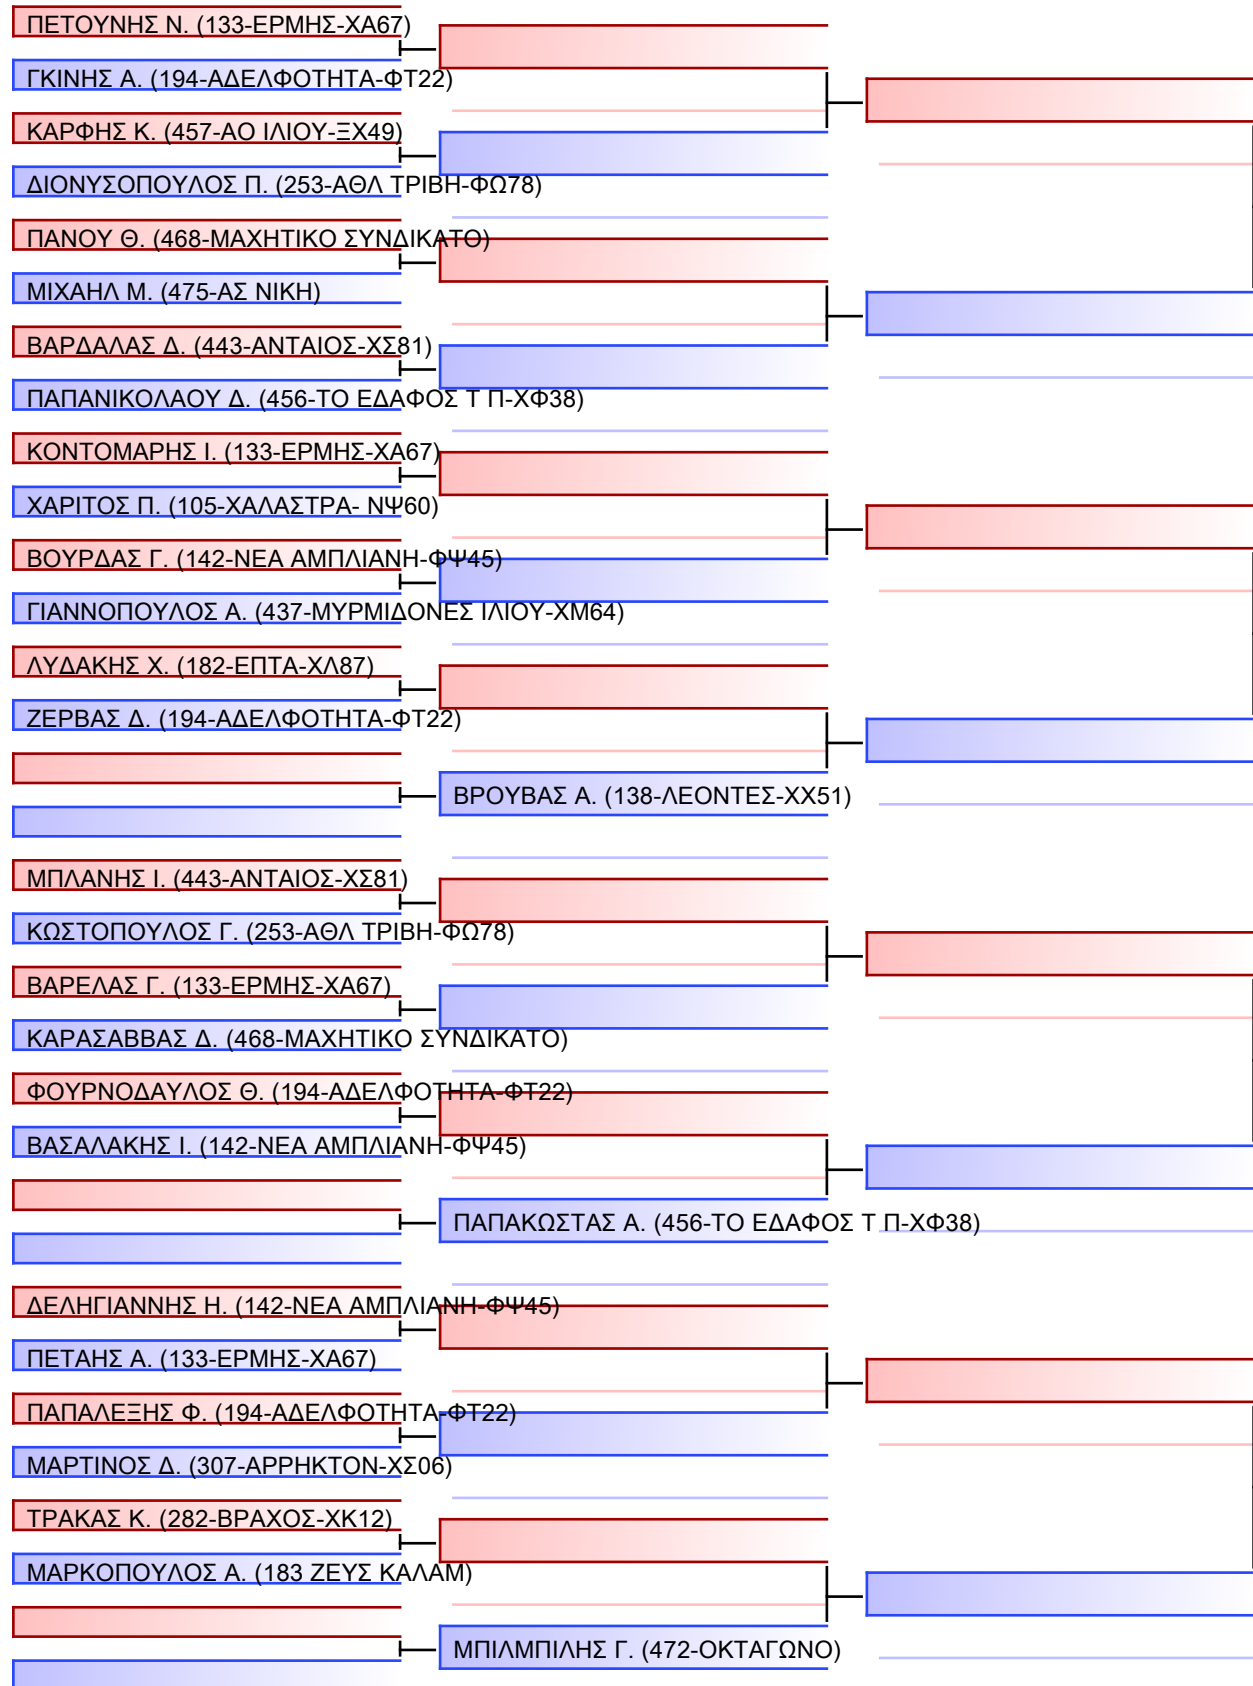 ΠΕΤΟΥΝΗΣ Ν. (133-ΕΡΜΗΣ-ΧΑ67)
ΓΚΙΝΗΣ Α. (194-ΑΔΕΛΦΟΤΗΤΑ-ΦΤ22)
ΚΑΡΦΗΣ Κ. (457-ΑΟ ΙΛΙΟΥ-ΞΧ49)
ΔΙΟΝΥΣΟΠΟΥΛΟΣ Π. (253-ΑΘΛ ΤΡΙΒΗ-ΦΩ78)
ΠΑΝΟΥ Θ. (468-ΜΑΧΗΤΙΚΟ ΣΥΝΔΙΚΑΤΟ)
ΜΙΧΑΗΛ Μ. (475-ΑΣ ΝΙΚΗ)
ΒΑΡΔΑΛΑΣ Δ. (443-ΑΝΤΑΙΟΣ-ΧΣ81)
ΠΑΠΑΝΙΚΟΛΑΟΥ Δ. (456-ΤΟ ΕΔΑΦΟΣ Τ Π-ΧΦ38)
ΚΟΝΤΟΜΑΡΗΣ Ι. (133-ΕΡΜΗΣ-ΧΑ67)
ΧΑΡΙΤΟΣ Π. (105-ΧΑΛΑΣΤΡΑ- ΝΨ60)
ΒΟΥΡΔΑΣ Γ. (142-ΝΕΑ ΑΜΠΛΙΑΝΗ-ΦΨ45)
ΓΙΑΝΝΟΠΟΥΛΟΣ Α. (437-ΜΥΡΜΙΔΟΝΕΣ ΙΛΙΟΥ-ΧΜ64)
ΛΥΔΑΚΗΣ Χ. (182-ΕΠΤΑ-ΧΛ87)
ΖΕΡΒΑΣ Δ. (194-ΑΔΕΛΦΟΤΗΤΑ-ΦΤ22)
ΒΡΟΥΒΑΣ Α. (138-ΛΕΟΝΤΕΣ-ΧΧ51)
ΜΠΛΑΝΗΣ Ι. (443-ΑΝΤΑΙΟΣ-ΧΣ81)
ΚΩΣΤΟΠΟΥΛΟΣ Γ. (253-ΑΘΛ ΤΡΙΒΗ-ΦΩ78)
ΒΑΡΕΛΑΣ Γ. (133-ΕΡΜΗΣ-ΧΑ67)
ΚΑΡΑΣΑΒΒΑΣ Δ. (468-ΜΑΧΗΤΙΚΟ ΣΥΝΔΙΚΑΤΟ)
ΦΟΥΡΝΟΔΑΥΛΟΣ Θ. (194-ΑΔΕΛΦΟΤΗΤΑ-ΦΤ22)
ΒΑΣΑΛΑΚΗΣ Ι. (142-ΝΕΑ ΑΜΠΛΙΑΝΗ-ΦΨ45)
ΠΑΠΑΚΩΣΤΑΣ Α. (456-ΤΟ ΕΔΑΦΟΣ Τ Π-ΧΦ38)
ΔΕΛΗΓΙΑΝΝΗΣ Η. (142-ΝΕΑ ΑΜΠΛΙΑΝΗ-ΦΨ45)
ΠΕΤΑΗΣ Α. (133-ΕΡΜΗΣ-ΧΑ67)
ΠΑΠΑΛΕΞΗΣ Φ. (194-ΑΔΕΛΦΟΤΗΤΑ-ΦΤ22)
ΜΑΡΤΙΝΟΣ Δ. (307-ΑΡΡΗΚΤΟΝ-ΧΣ06)
ΤΡΑΚΑΣ Κ. (282-ΒΡΑΧΟΣ-ΧΚ12)
ΜΑΡΚΟΠΟΥΛΟΣ Α. (183 ΖΕΥΣ ΚΑΛΑΜ)
ΜΠΙΛΜΠΙΛΗΣ Γ. (472-ΟΚΤΑΓΩΝΟ)